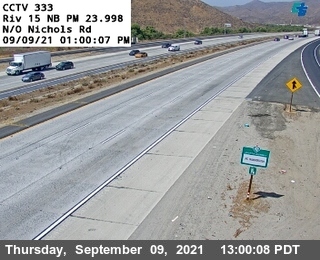 CCTV 333
Riv 15 NB PM 23.998
N/O Nichols Rd
09/09/21 01:00:07 PM
Thursday, September 09, 2021 13:00:08 PDT